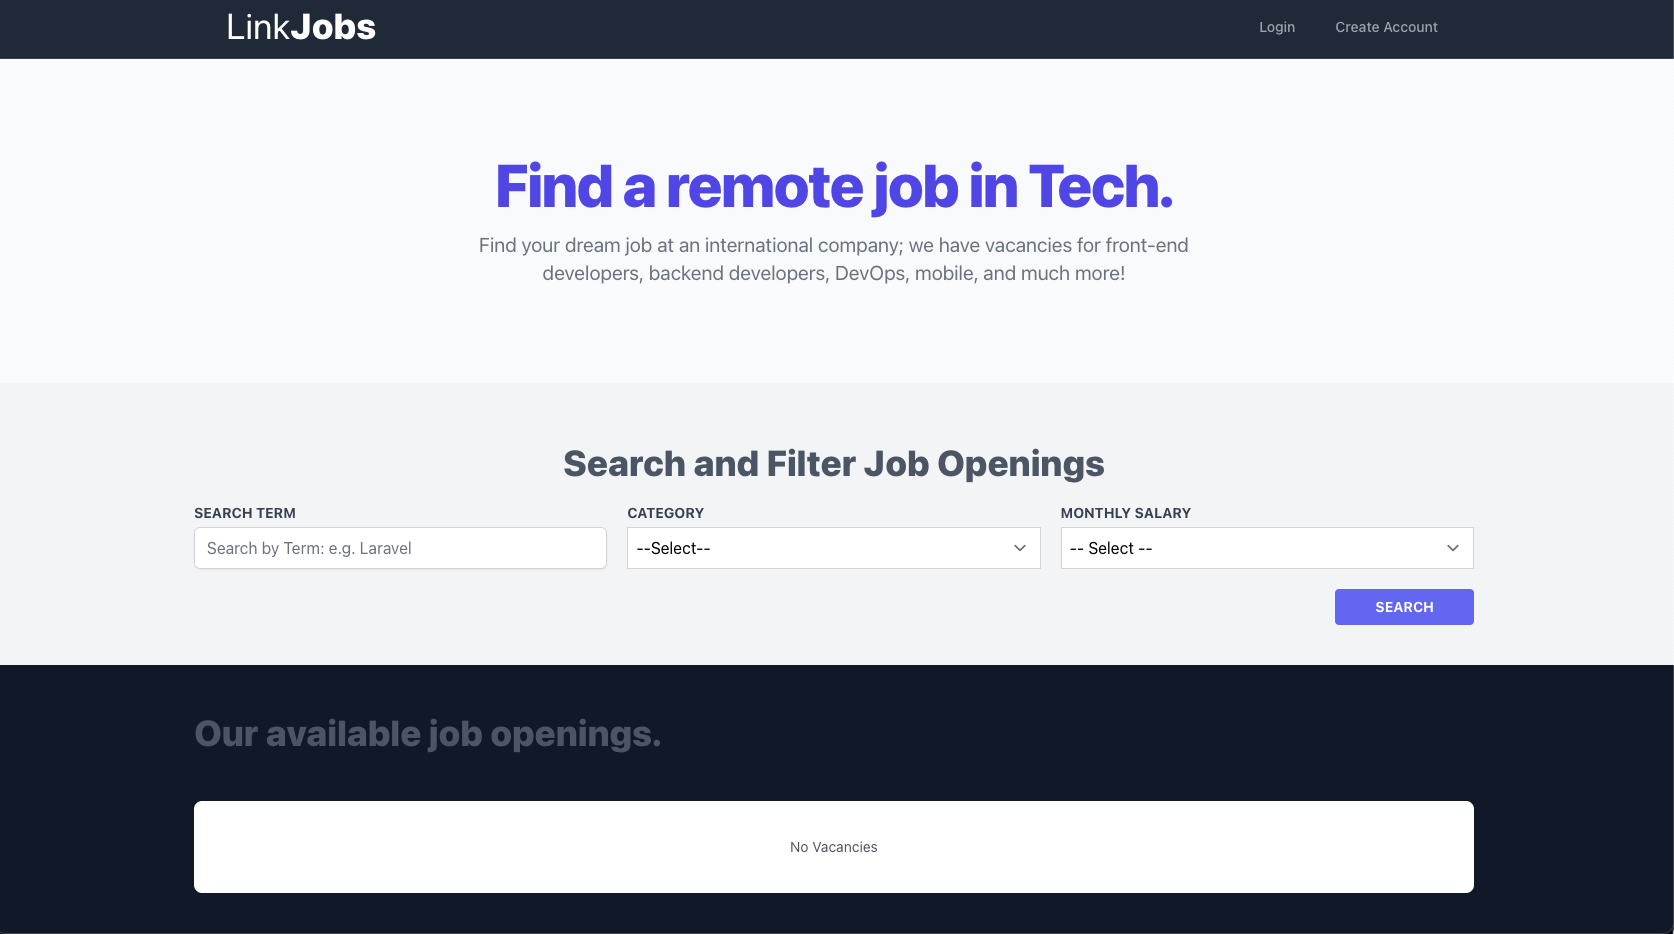 LinkJobs
Login
Create Account
Find a remote job in Tech.
Find your dream job at an international company; we have vacancies for front-end
developers, backend developers, DevOps, mobile, and much more!
Search and Filter Job Openings
SEARCH TERM
CATEGORY
MONTHLY SALARY
Search by Term: e.g. Laravel
--Select--
-- Select --
SEARCH
Our available job openings.
No Vacancies